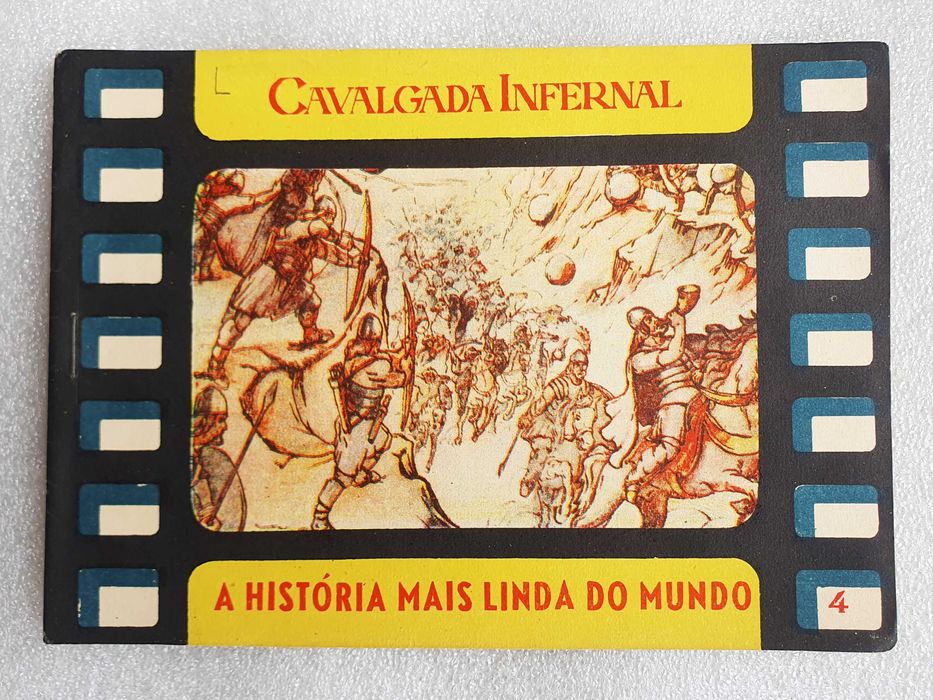 CAVALGADA INFERNAL
A HISTÓRIA MAIS LINDA DO MUNDO
4